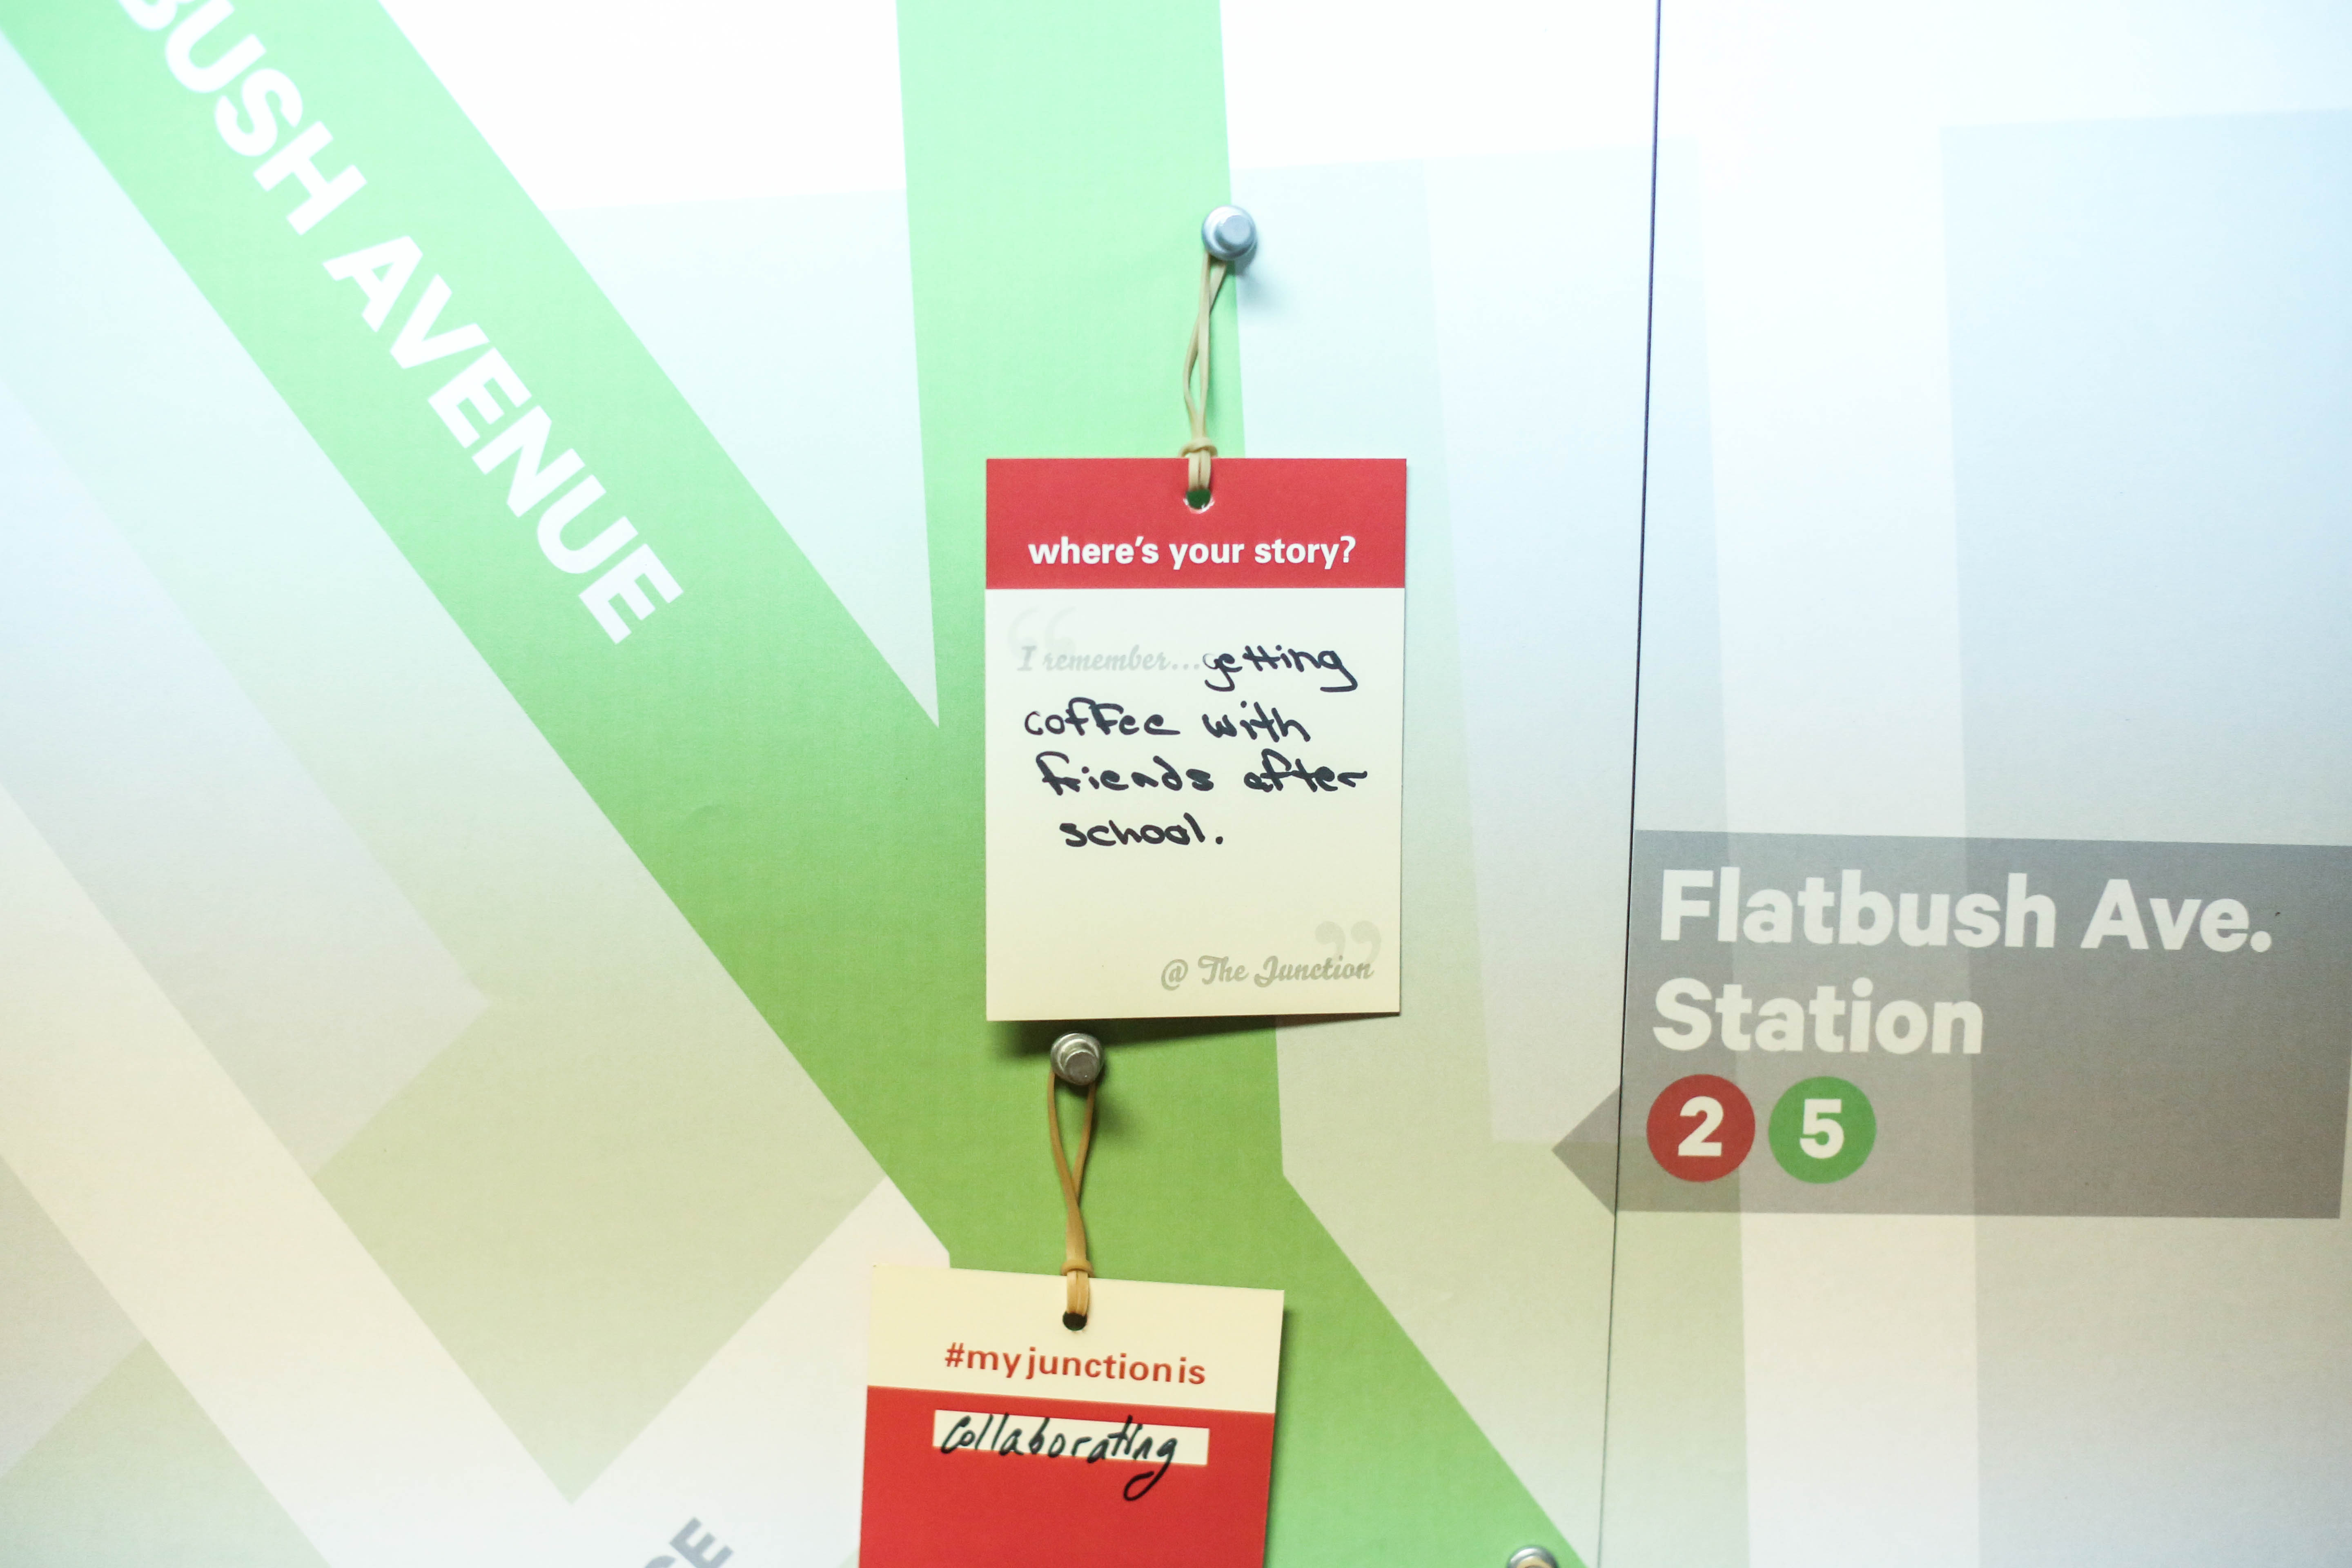 BUSH AVENUE
where's your story?
I remember... getting
coffee with
friends after
school.
@ The Junction
Flatbush Ave.
Station
2 5
#myjunctionis
Collaborating